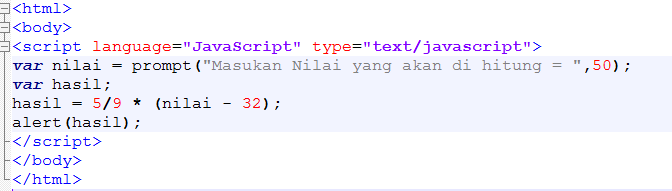 <html>
<body>
<script language="JavaScript" type="text/javascript">
var nilai = prompt("Masukan Nilai yang akan di hitung = ",50);
var hasil;
hasil = 5/9 * (nilai - 32);
alert(hasil);
</script>
</body>
</html>